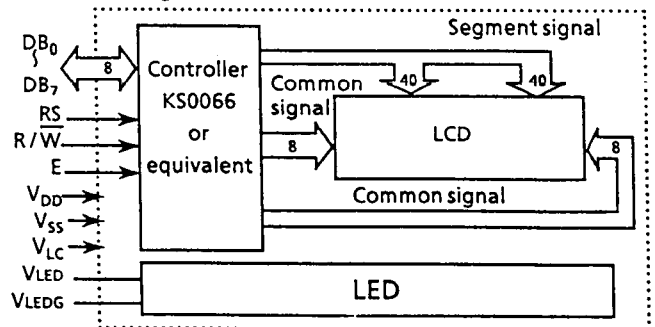 Segment signal
DB0
DB7
8
Controller
KS0066
or
equivalent
40
40
Common
signal
LCD
8
8
Common signal
RS
R/W̅
E
VDD
VSS
VLC
VLED
VLEDG
LED